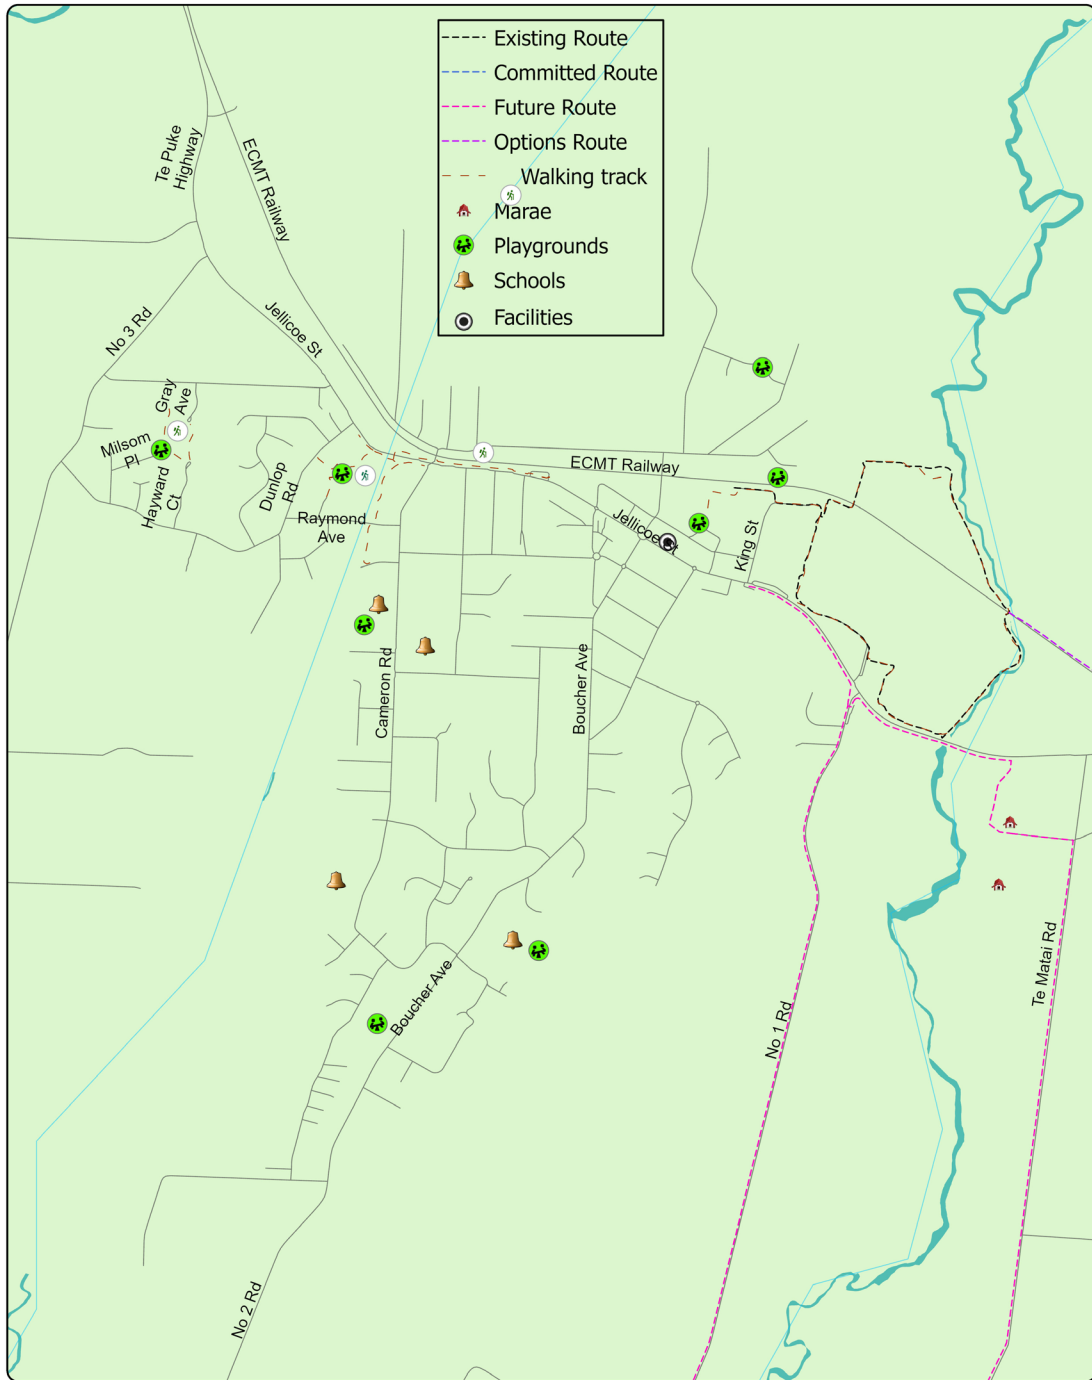 Existing Route
Committed Route
Future Route
Options Route
Walking track
Marae
Playgrounds
Schools
Facilities
Te Puke
Highway
ECMT Railway
No 3 Rd
Jellicoe St
Gray
Ave
Milsom
Pl
Hayward
Ct
Dunlop
Rd
Raymond
Ave
ECMT Railway
Jellicoe St
King St
Cameron Rd
Boucher Ave
Boucher Ave
No 1 Rd
Te Matai Rd
No 2 Rd